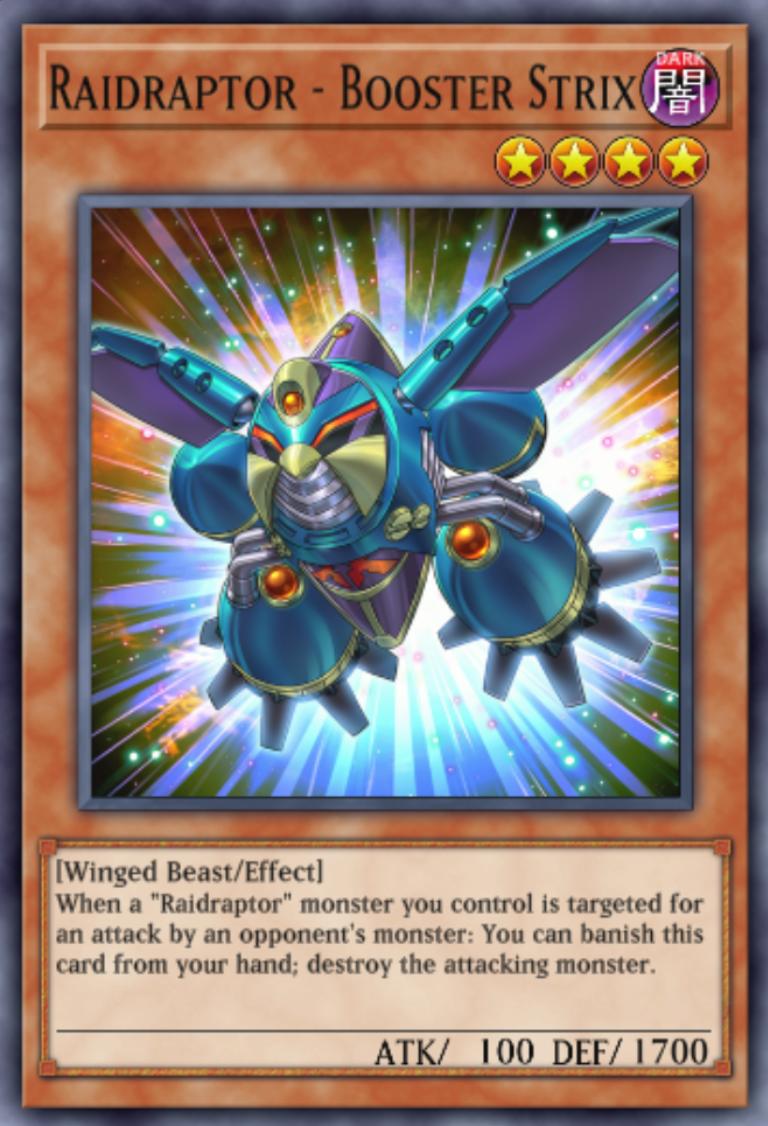 RAIDRAPTOR - BOOSTER STRIX
DARK
闇
[Winged Beast/Effect]
When a "Raidraptor" monster you control is targeted for
an attack by an opponent's monster: You can banish this
card from your hand; destroy the attacking monster.
ATK/ 100 DEF/ 1700